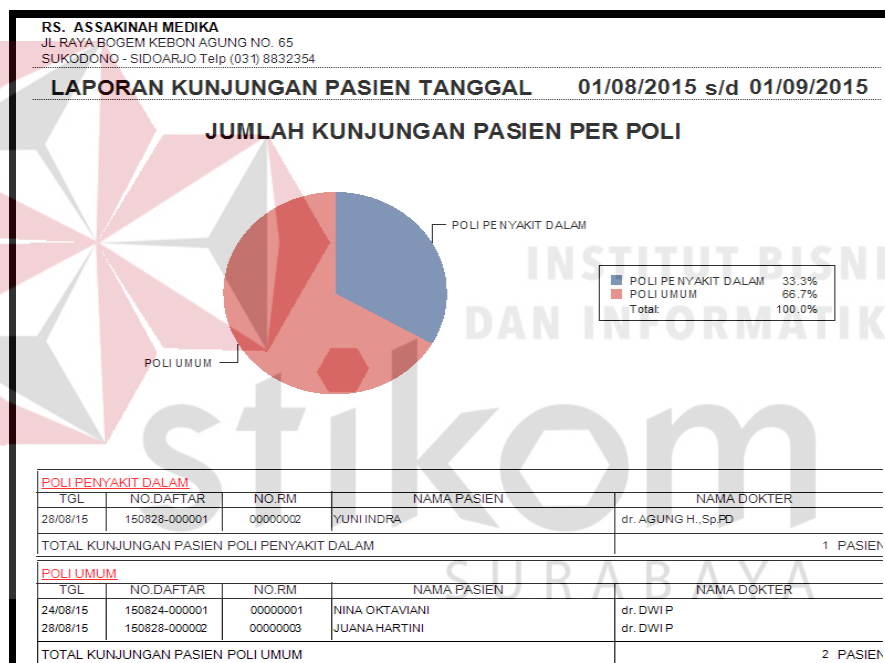 RS. ASSAKINAH MEDIKA
JL RAYA BOGEM KEBON AGUNG NO. 65
SUKODONO - SIDOARJO Telp (031) 8832354
LAPORAN KUNJUNGAN PASIEN TANGGAL 01/08/2015 s/d 01/09/2015
JUMLAH KUNJUNGAN PASIEN PER POLI
POLI PENYAKIT DALAM
POLI UMUM
POLI PENYAKIT DALAM 33.3%
POLI UMUM 66.7%
Total: 100.0%
INSTITUT BISNI
DAN INFORMATIK
stikom
SURABAYA
POLI PENYAKIT DALAM
TGL NO.DAFTAR NO.RM NAMA PASIEN NAMA DOKTER
28/08/15 150828-000001 00000002 YUNI INDRA dr. AGUNG H.,Sp.PD
TOTAL KUNJUNGAN PASIEN POLI PENYAKIT DALAM 1 PASIEN
POLI UMUM
TGL NO.DAFTAR NO.RM NAMA PASIEN NAMA DOKTER
24/08/15 150824-000001 00000001 NINA OKTAVIANI dr. DWI P
28/08/15 150828-000002 00000003 JUANA HARTINI dr. DWI P
TOTAL KUNJUNGAN PASIEN POLI UMUM 2 PASIEN